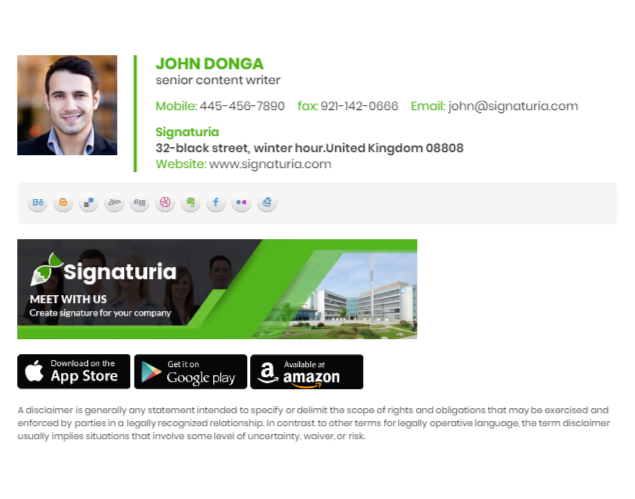 JOHN DONGA
senior content writer
Mobile: 445-456-7890 fax: 921-142-0666 Email: john@signaturia.com
Signaturia
32-black street, winter hour.United Kingdom 08808
Website: www.signaturia.com
Bē
digg
Signaturia
MEET WITH US
Create signature for your company
Download on the
App Store
Get it on
Google play
Available at
amazon
A disclaimer is generally any statement intended to specify or delimit the scope of rights and obligations that may be exercised and
enforced by parties in a legally recognized relationship. In contrast to other terms for legally operative language, the term disclaimer
usually implies situations that involve some level of uncertainty, waiver, or risk.